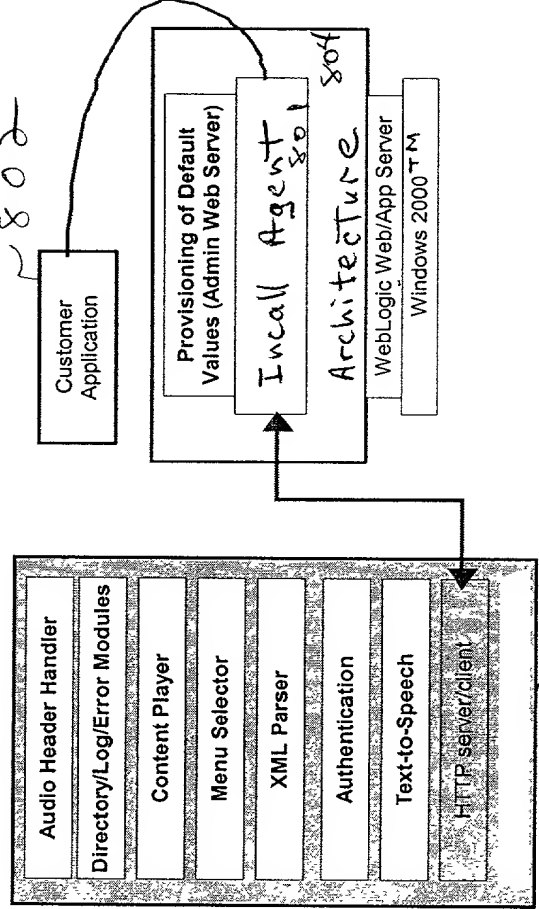 802
Customer
Application
Provisioning of Default
Values (Admin Web Server)
Incall Agent
801
Architecture 804
WebLogic Web/App Server
Windows 2000™
Audio Header Handler
Directory/Log/Error Modules
Content Player
Menu Selector
XML Parser
Authentication
Text-to-Speech
HTTP server/client